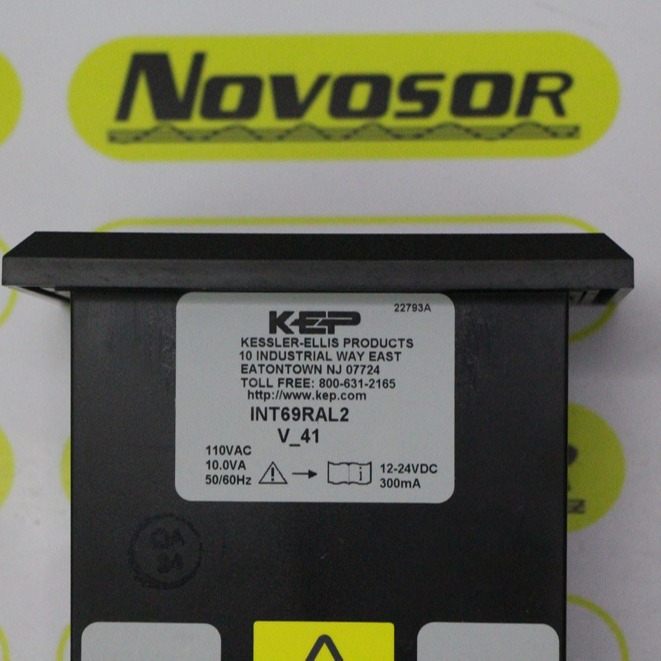 NOVOSOR
KEP
22793A
KESSLER-ELLIS PRODUCTS
10 INDUSTRIAL WAY EAST
EATONTOWN NJ 07724
TOLL FREE: 800-631-2165
http://www.kep.com
INT69RAL2
V_41
110VAC
10.0VA
50/60Hz
12-24VDC
300mA
QA